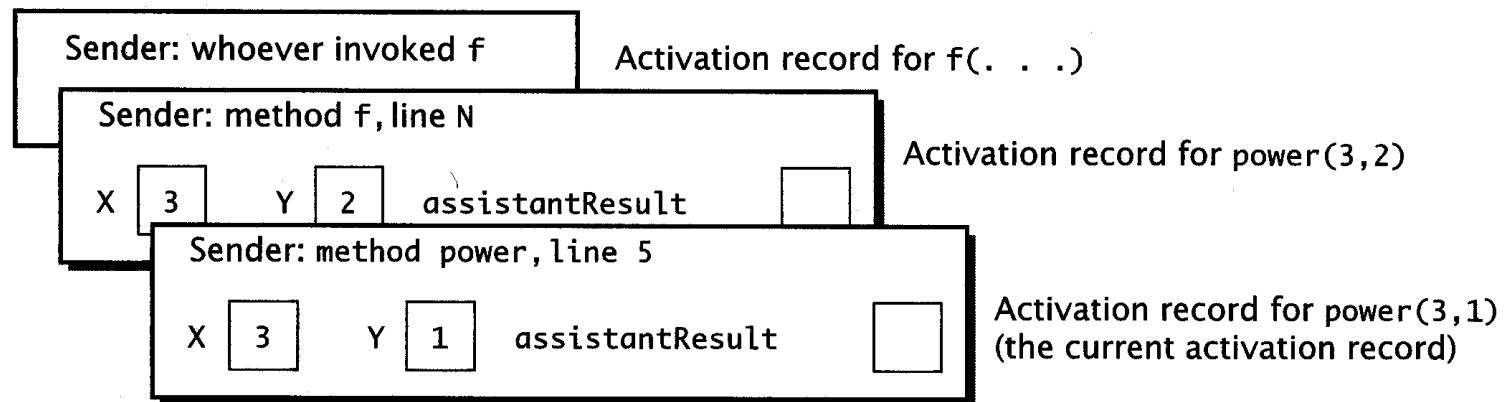 Sender: whoever invoked f
Activation record for f(. . .)
Sender: method f, line N
Activation record for power(3,2)
X 3 Y 2 assistantResult
Sender: method power, line 5
Activation record for power(3,1)
(the current activation record)
X 3 Y 1 assistantResult